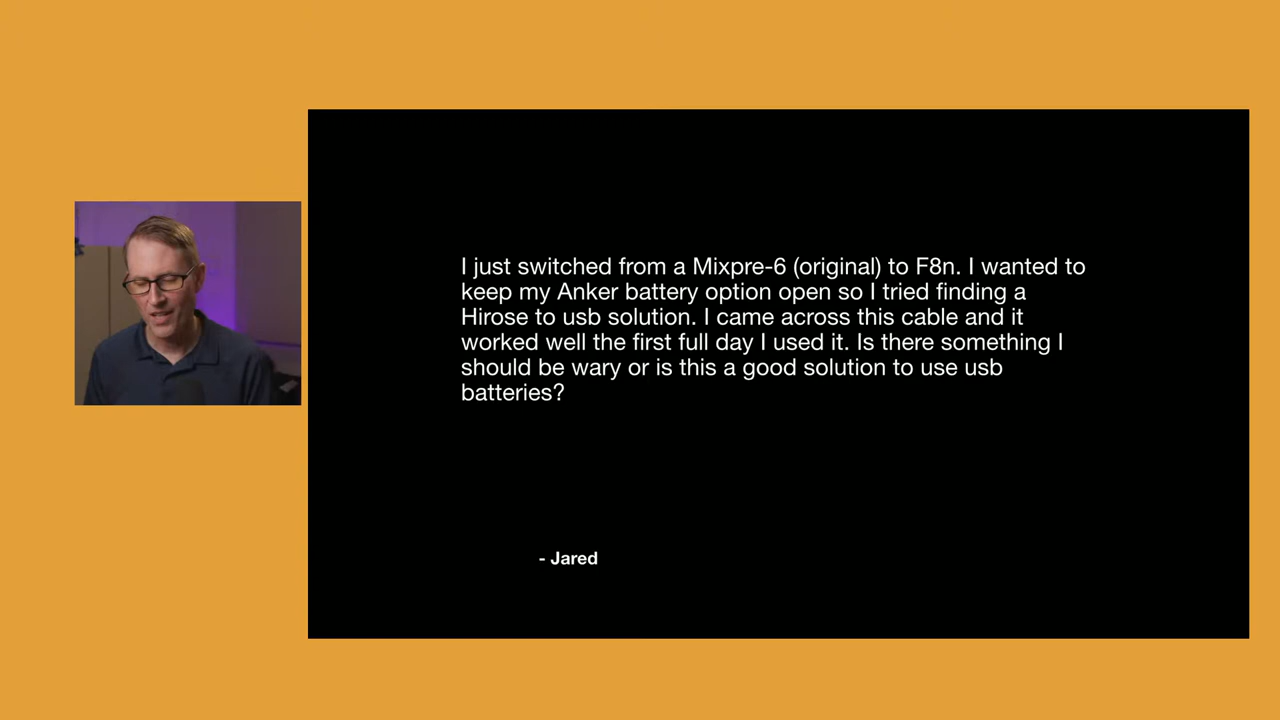 I just switched from a Mixpre-6 (original) to F8n. I wanted to
keep my Anker battery option open so I tried finding a
Hirose to usb solution. I came across this cable and it
worked well the first full day I used it. Is there something I
should be wary or is this a good solution to use usb
batteries?
- Jared